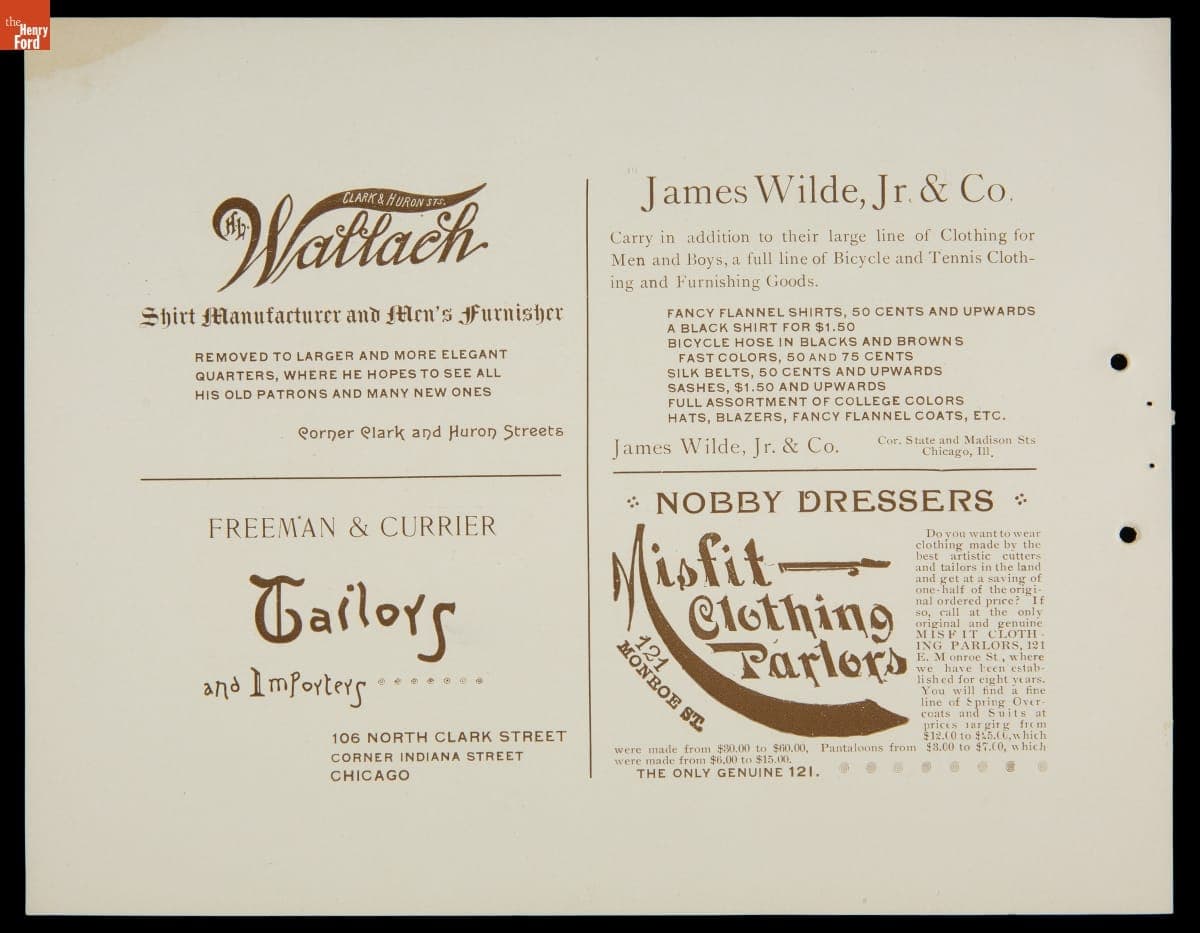 the
Henry
Ford
CLARK & HURON STS.
H.L. Wallach
Shirt Manufacturer and Men's Furnisher
REMOVED TO LARGER AND MORE ELEGANT
QUARTERS, WHERE HE HOPES TO SEE ALL
HIS OLD PATRONS AND MANY NEW ONES
Corner Clark and Huron Streets
FREEMAN & CURRIER
Tailors
and Importers
106 NORTH CLARK STREET
CORNER INDIANA STREET
CHICAGO
James Wilde, Jr. & Co.
Carry in addition to their large line of Clothing for
Men and Boys, a full line of Bicycle and Tennis Cloth-
ing and Furnishing Goods.
FANCY FLANNEL SHIRTS, 50 CENTS AND UPWARDS
A BLACK SHIRT FOR $1.50
BICYCLE HOSE IN BLACKS AND BROWNS
FAST COLORS, 50 AND 75 CENTS
SILK BELTS, 50 CENTS AND UPWARDS
SASHES, $1.50 AND UPWARDS
FULL ASSORTMENT OF COLLEGE COLORS
HATS, BLAZERS, FANCY FLANNEL COATS, ETC.
James Wilde, Jr. & Co.
Cor. State and Madison Sts
Chicago, Ill.
NOBBY DRESSERS
Misfit
Clothing
Parlors
121
MONROE ST.
Do you want to wear
clothing made by the
best artistic cutters
and tailors in the land
and get at a saving of
one-half of the origi-
nal ordered price? If
so, call at the only
original and genuine
MISFIT CLOTH-
ING PARLORS, 121
E. Monroe St., where
we have been estab-
lished for eight years.
You will find a fine
line of Spring Over-
coats and Suits at
prices ranging from
$12.00 to $25.00, which
were made from $30.00 to $60.00, Pantaloons from $3.00 to $7.00, which
were made from $6.00 to $15.00.
THE ONLY GENUINE 121.